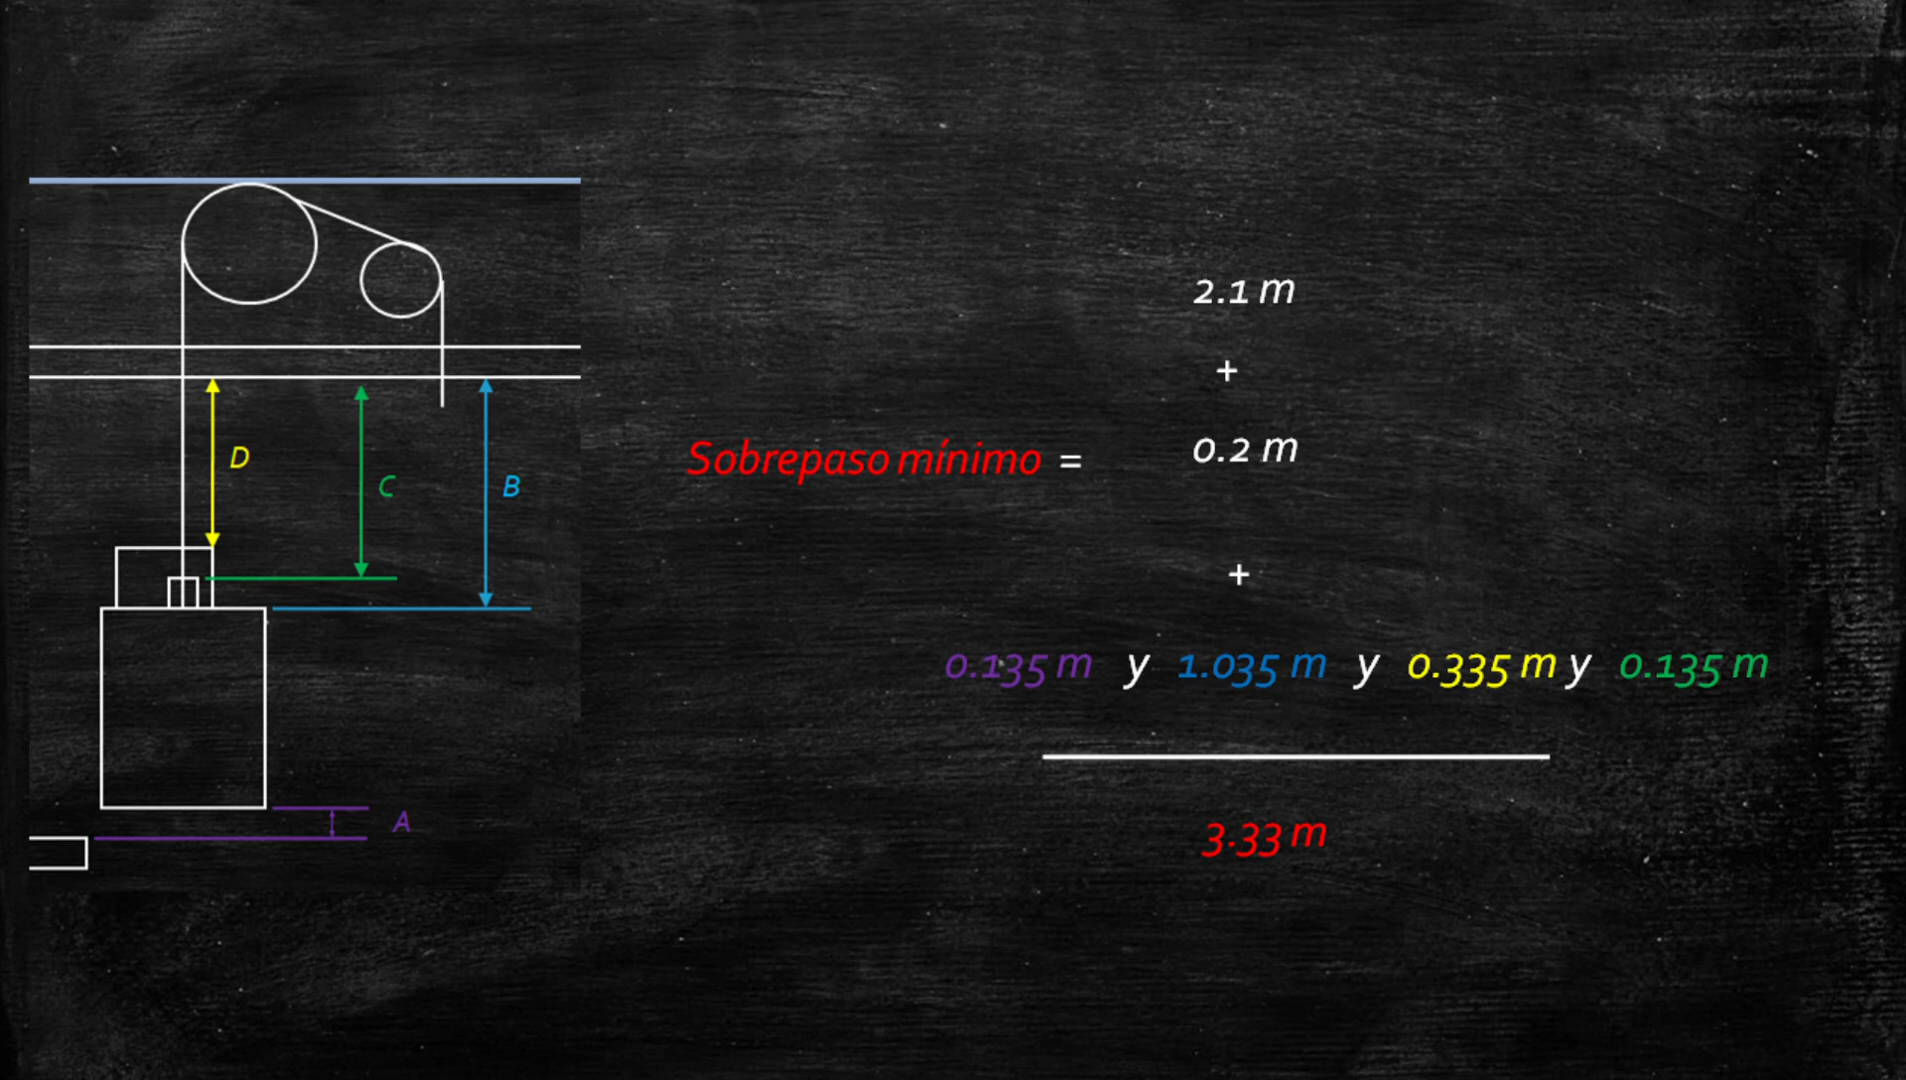 2.1 m
+
D
Sobrepaso mínimo = 0.2 m
C
B
+
0.135 m y 1.035 m y 0.335 m y 0.135 m
A
3.33 m